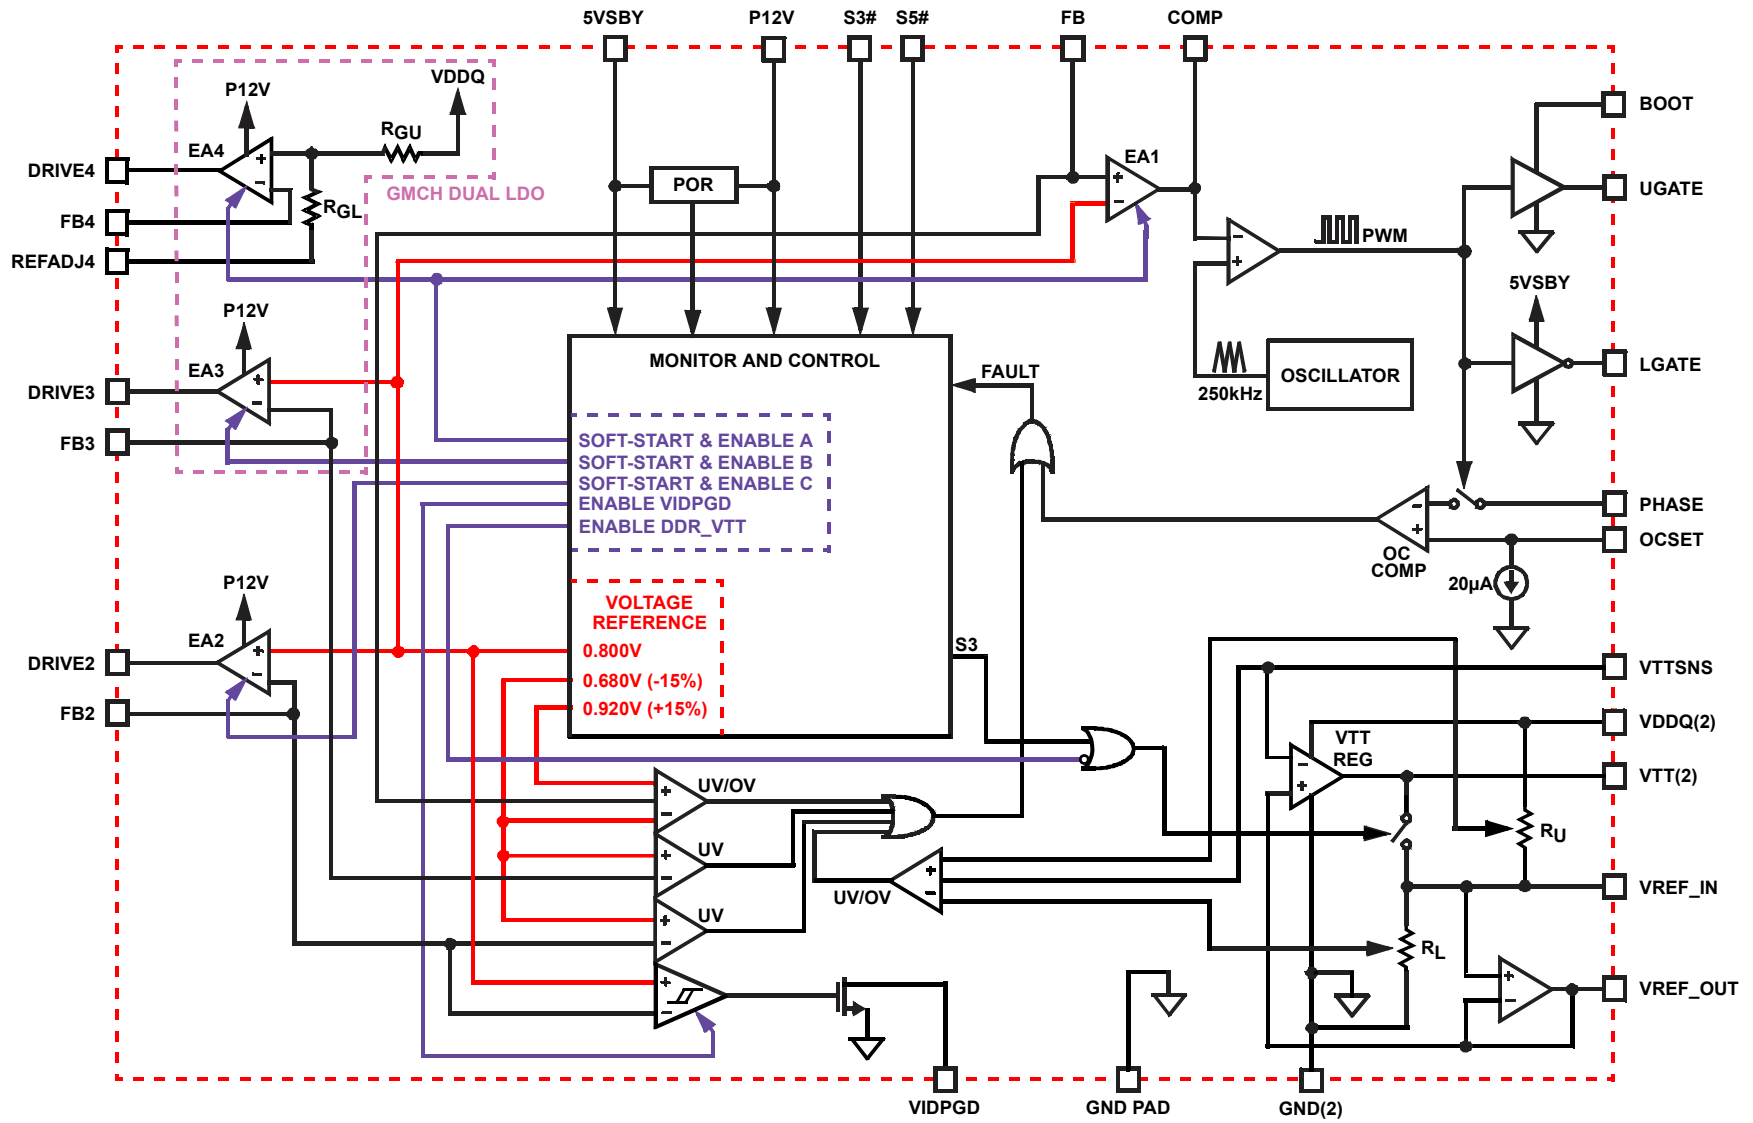 5VSBY P12V S3# S5# FB COMP
VDDQ
P12V
BOOT
RGU
EA4
EA1
DRIVE4
POR
UGATE
GMCH DUAL LDO
RGL
FB4
PWM
REFADJ4
5VSBY
P12V
MONITOR AND CONTROL
EA3
FAULT
LGATE
OSCILLATOR
DRIVE3
250kHz
SOFT-START & ENABLE A
FB3
SOFT-START & ENABLE B
SOFT-START & ENABLE C
ENABLE VIDPGD
PHASE
ENABLE DDR_VTT
OCSET
OC
COMP
P12V
20µA
VOLTAGE
REFERENCE
EA2
0.800V
S3
DRIVE2
VTTSNS
0.680V (-15%)
0.920V (+15%)
FB2
VDDQ(2)
VTT
REG
VTT(2)
UV/OV
RU
UV
UV/OV
VREF_IN
UV
RL
VREF_OUT
VIDPGD
GND PAD
GND(2)
+
-